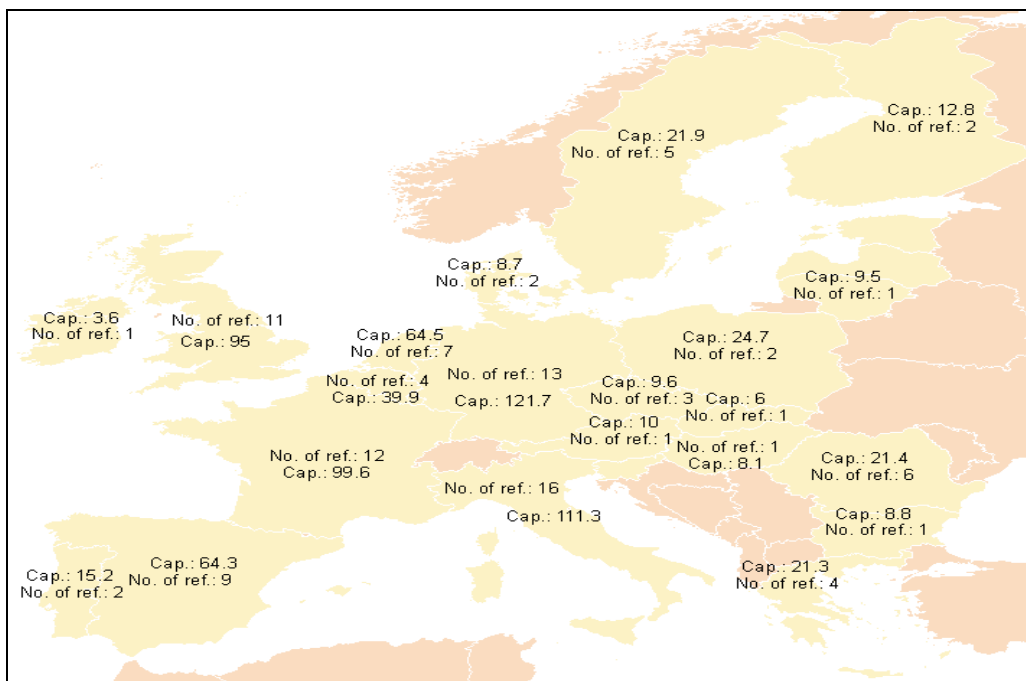 Cap.: 12.8
No. of ref.: 2
Cap.: 21.9
No. of ref.: 5
Cap.: 8.7
No. of ref.: 2
Cap.: 9.5
No. of ref.: 1
Cap.: 3.6
No. of ref.: 1
No. of ref.: 11
Cap.: 95
Cap.: 64.5
No. of ref.: 7
Cap.: 24.7
No. of ref.: 2
No. of ref.: 4
Cap.: 39.9
No. of ref.: 13
Cap.: 121.7
Cap.: 9.6
No. of ref.: 3
Cap.: 6
No. of ref.: 1
Cap.: 10
No. of ref.: 1
No. of ref.: 1
Cap.: 8.1
No. of ref.: 12
Cap.: 99.6
Cap.: 21.4
No. of ref.: 6
No. of ref.: 16
Cap.: 111.3
Cap.: 8.8
No. of ref.: 1
Cap.: 15.2
No. of ref.: 2
Cap.: 64.3
No. of ref.: 9
Cap.: 21.3
No. of ref.: 4